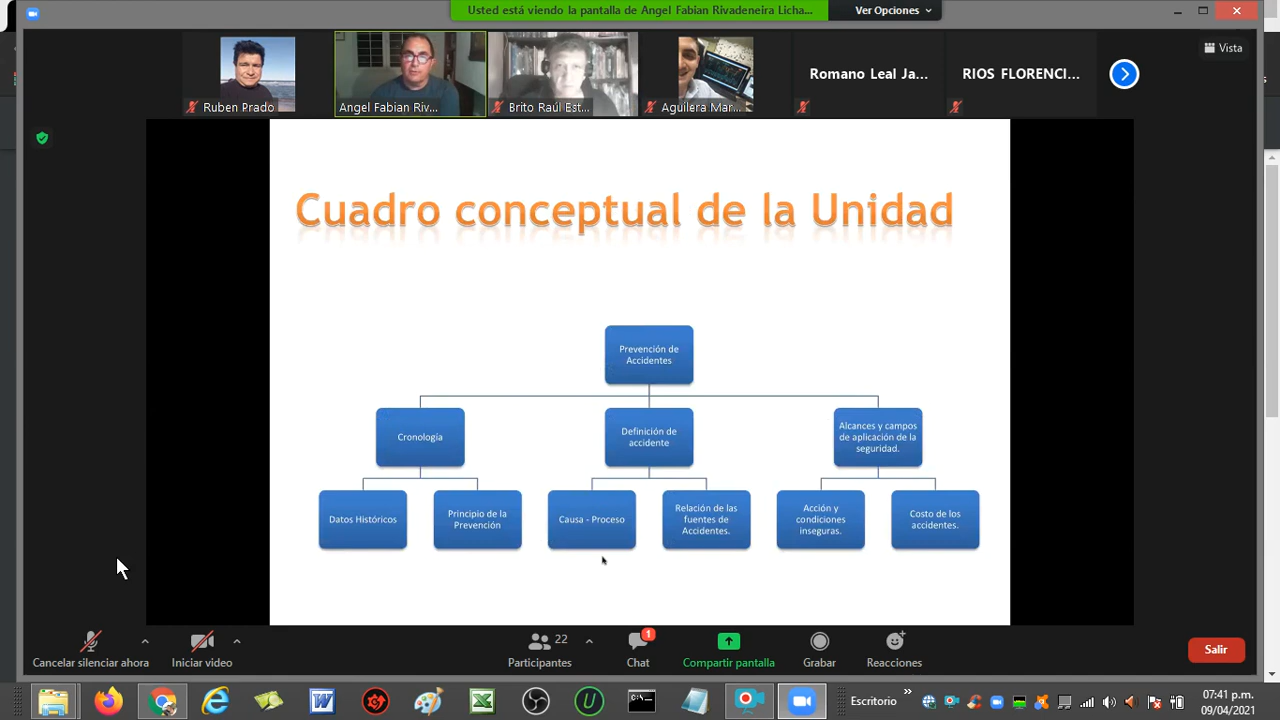 Usted está viendo la pantalla de Angel Fabian Rivadeneira Licha...
Ver Opciones
Vista
Ruben Prado
Angel Fabian Riv...
Brito Raúl Est...
Aguilera Mar...
Romano Leal Ja...
RIOS FLORENCI...
Cuadro conceptual de la Unidad
Prevención de
Accidentes
Cronología
Definición de
accidente
Alcances y campos
de aplicación de la
seguridad.
Datos Históricos
Principio de la
Prevención
Causa - Proceso
Relación de las
fuentes de
Accidentes.
Acción y
condiciones
inseguras.
Costo de los
accidentes.
Cancelar silenciar ahora
Iniciar video
22
Participantes
1
Chat
Compartir pantalla
Grabar
Reacciones
Salir
Escritorio
07:41 p.m.
09/04/2021